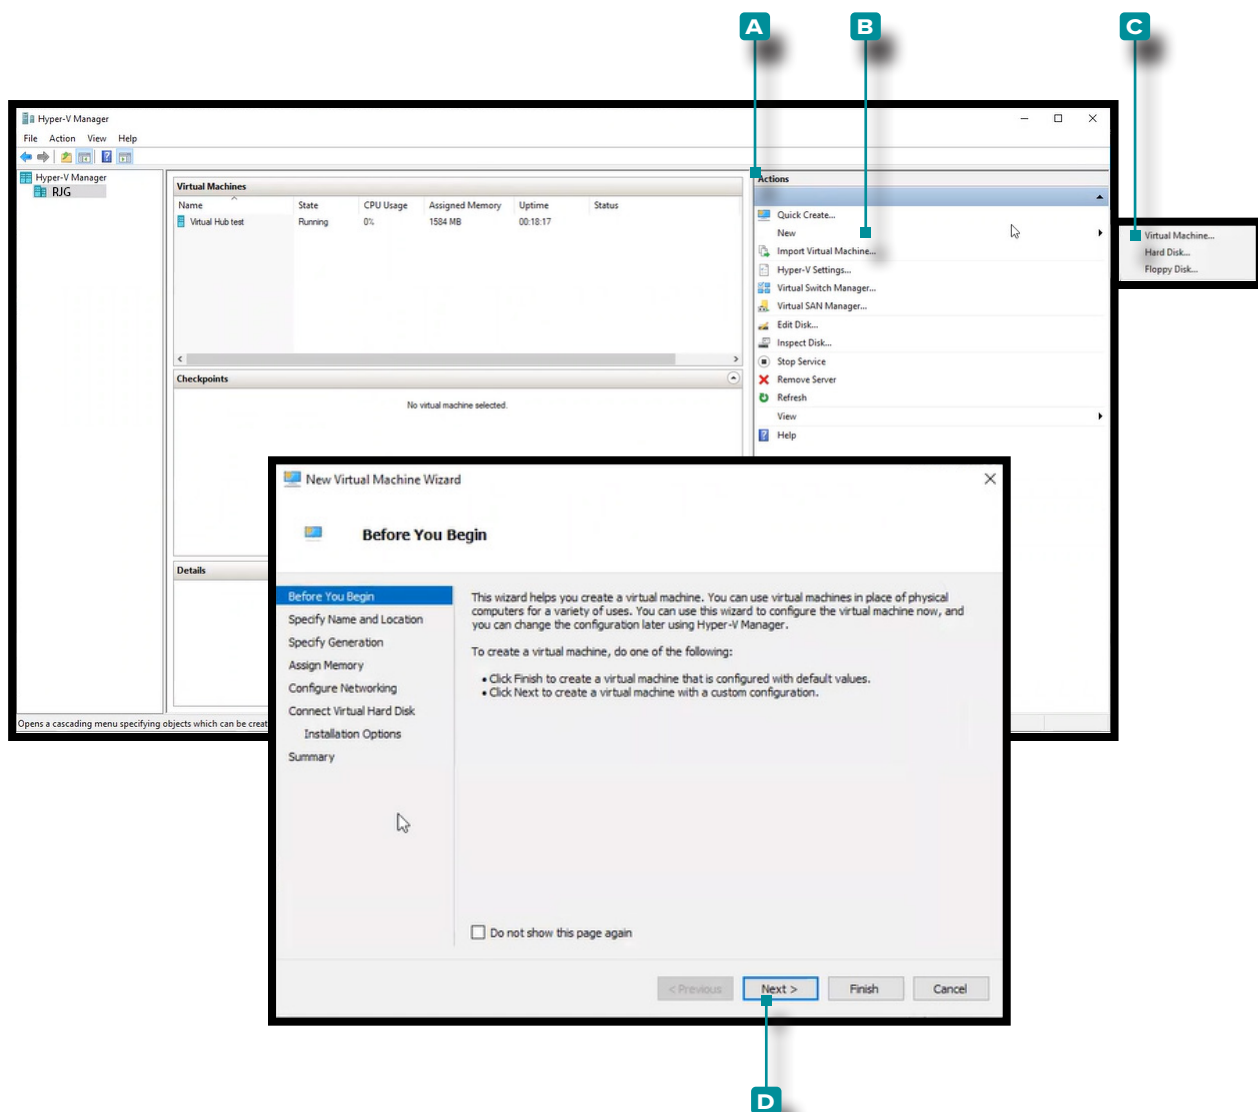 A
B
C
Hyper-V Manager
File Action View Help
Hyper-V Manager
RJG
Virtual Machines
Name State CPU Usage Assigned Memory Uptime Status
Virtual Hub test Running 0% 1584 MB 00:18:17
Checkpoints
No virtual machine selected.
Details
Actions
Quick Create...
New
Import Virtual Machine...
Hyper-V Settings...
Virtual Switch Manager...
Virtual SAN Manager...
Edit Disk...
Inspect Disk...
Stop Service
Remove Server
Refresh
View
Help
Virtual Machine...
Hard Disk...
Floppy Disk...
Opens a cascading menu specifying objects which can be creat
New Virtual Machine Wizard
Before You Begin
Before You Begin
Specify Name and Location
Specify Generation
Assign Memory
Configure Networking
Connect Virtual Hard Disk
Installation Options
Summary
This wizard helps you create a virtual machine. You can use virtual machines in place of physical
computers for a variety of uses. You can use this wizard to configure the virtual machine now, and
you can change the configuration later using Hyper-V Manager.
To create a virtual machine, do one of the following:
• Click Finish to create a virtual machine that is configured with default values.
• Click Next to create a virtual machine with a custom configuration.
Do not show this page again
< Previous Next > Finish Cancel
D